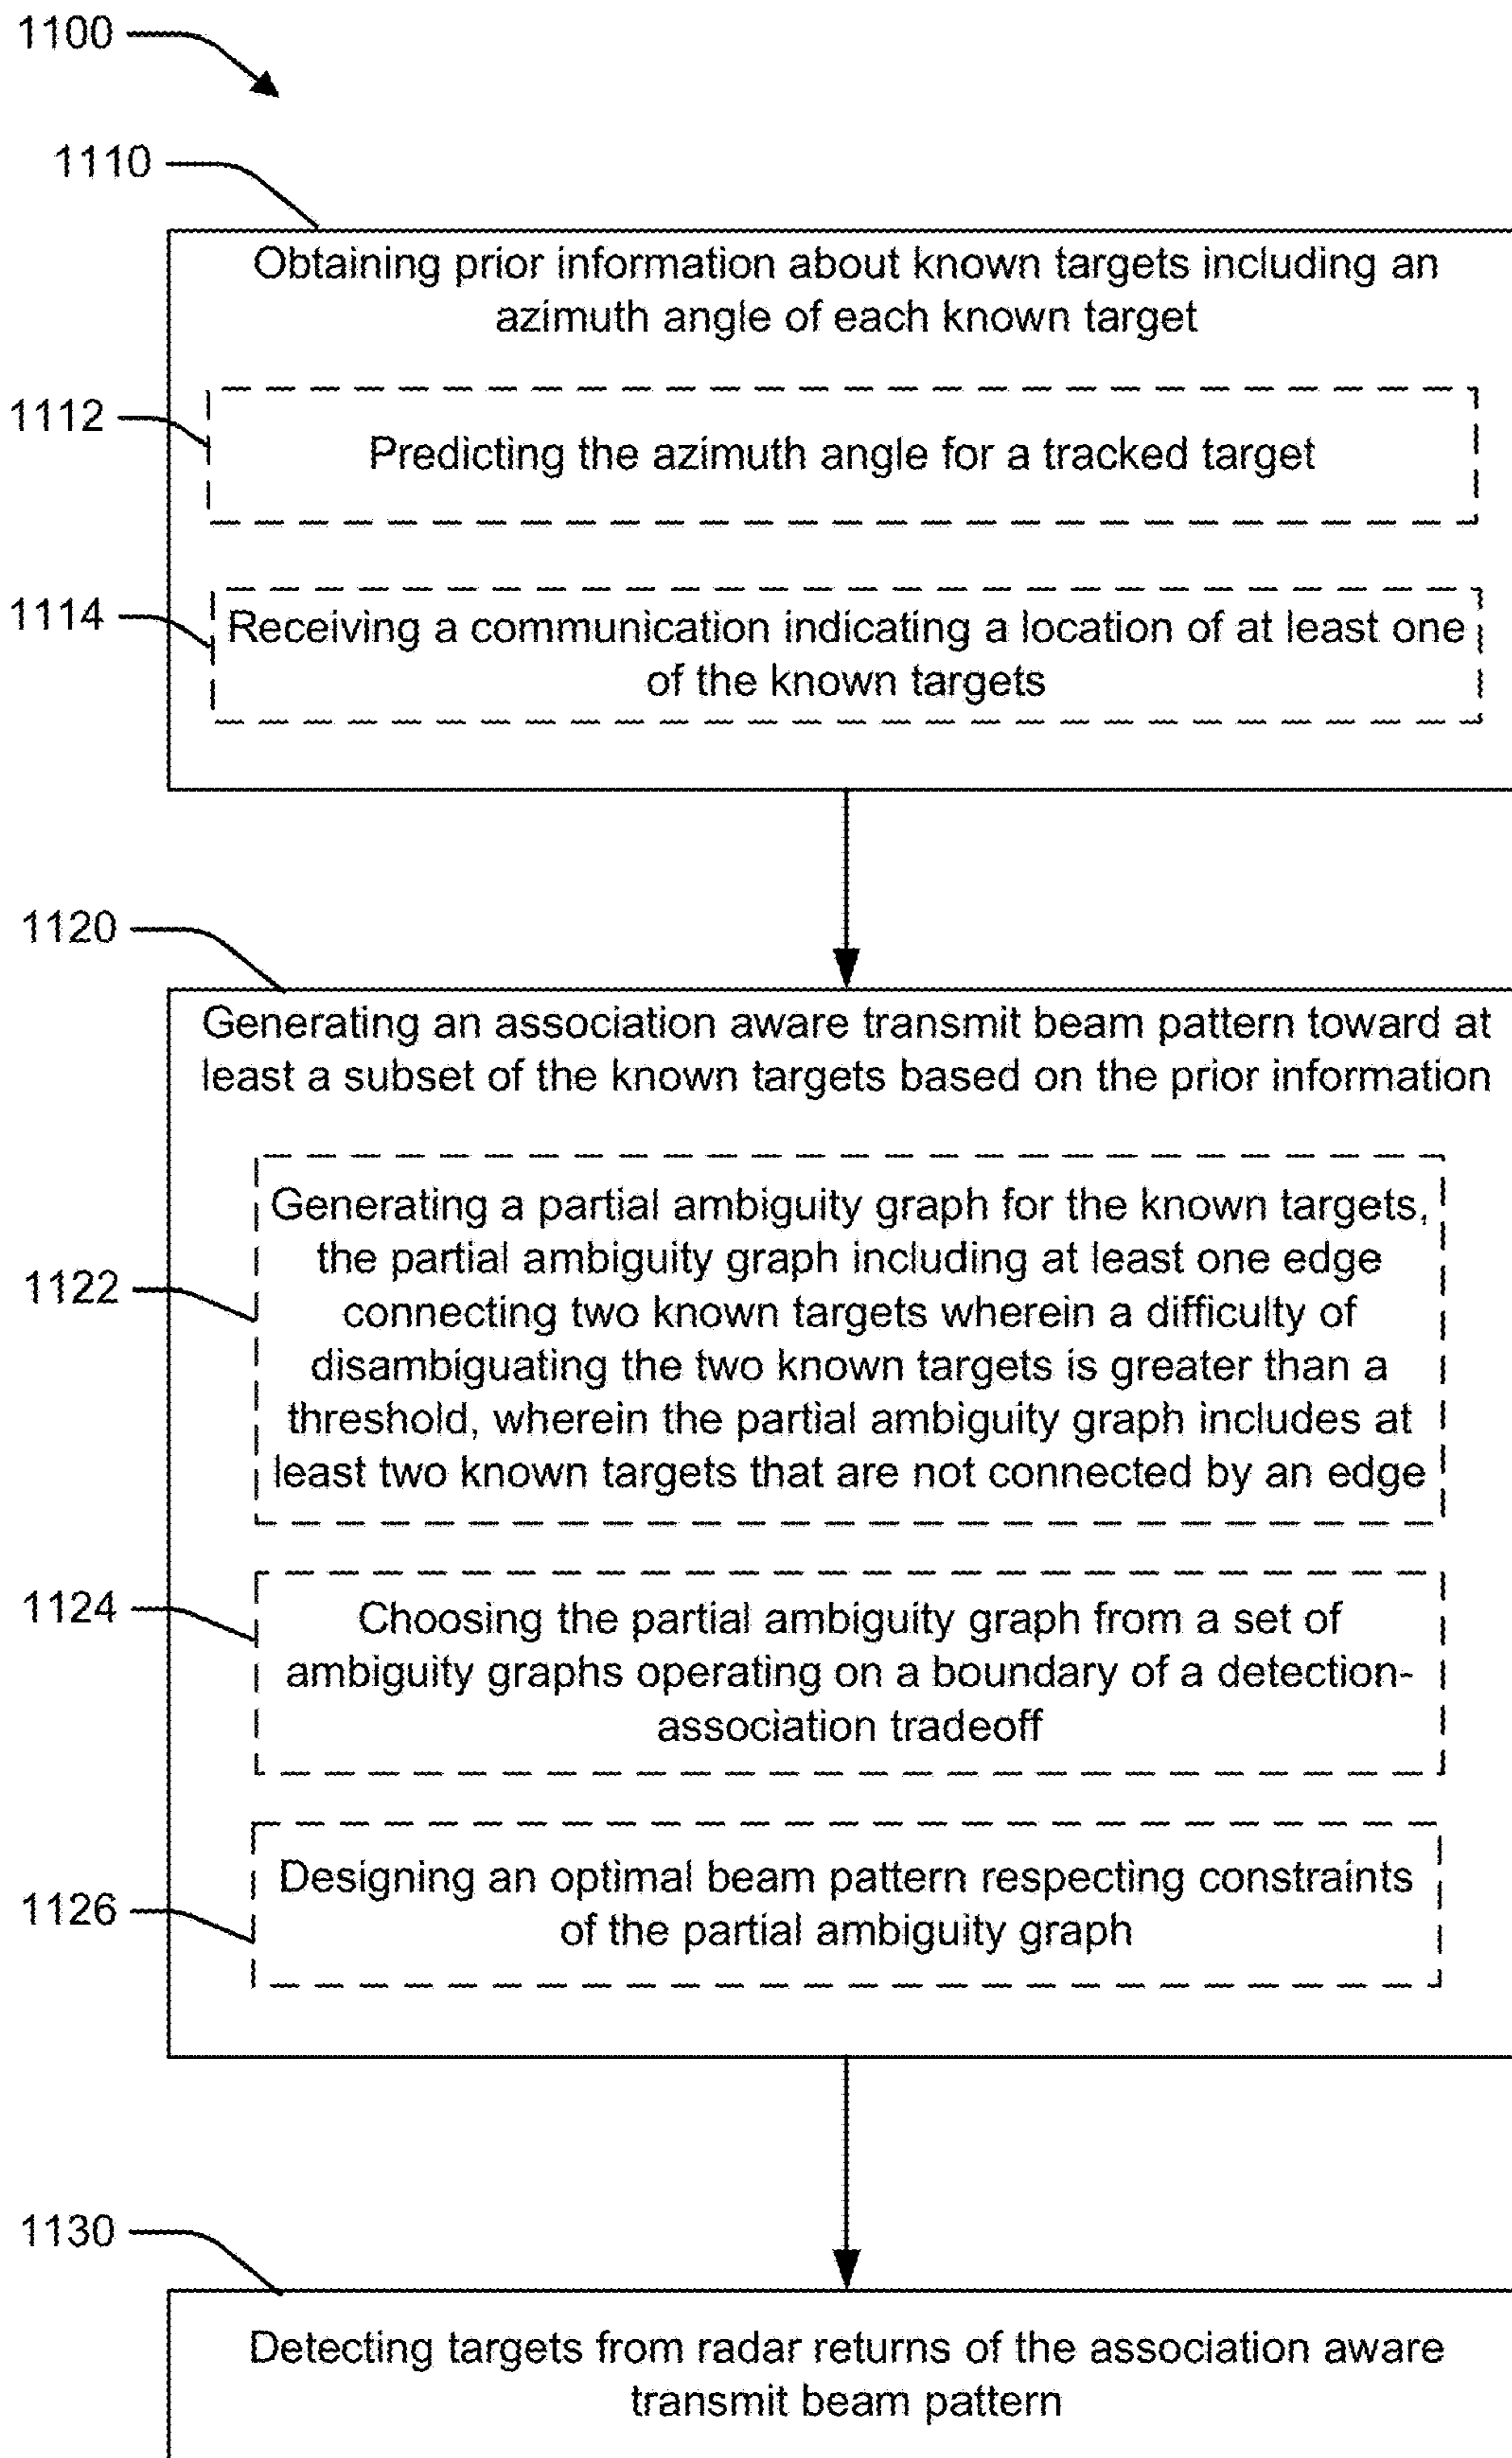 1100
1110
Obtaining prior information about known targets including an
azimuth angle of each known target
1112
Predicting the azimuth angle for a tracked target
1114
Receiving a communication indicating a location of at least one
of the known targets
1120
Generating an association aware transmit beam pattern toward at
least a subset of the known targets based on the prior information
1122
Generating a partial ambiguity graph for the known targets,
the partial ambiguity graph including at least one edge
connecting two known targets wherein a difficulty of
disambiguating the two known targets is greater than a
threshold, wherein the partial ambiguity graph includes at
least two known targets that are not connected by an edge
1124
Choosing the partial ambiguity graph from a set of
ambiguity graphs operating on a boundary of a detection-
association tradeoff
1126
Designing an optimal beam pattern respecting constraints
of the partial ambiguity graph
1130
Detecting targets from radar returns of the association aware
transmit beam pattern